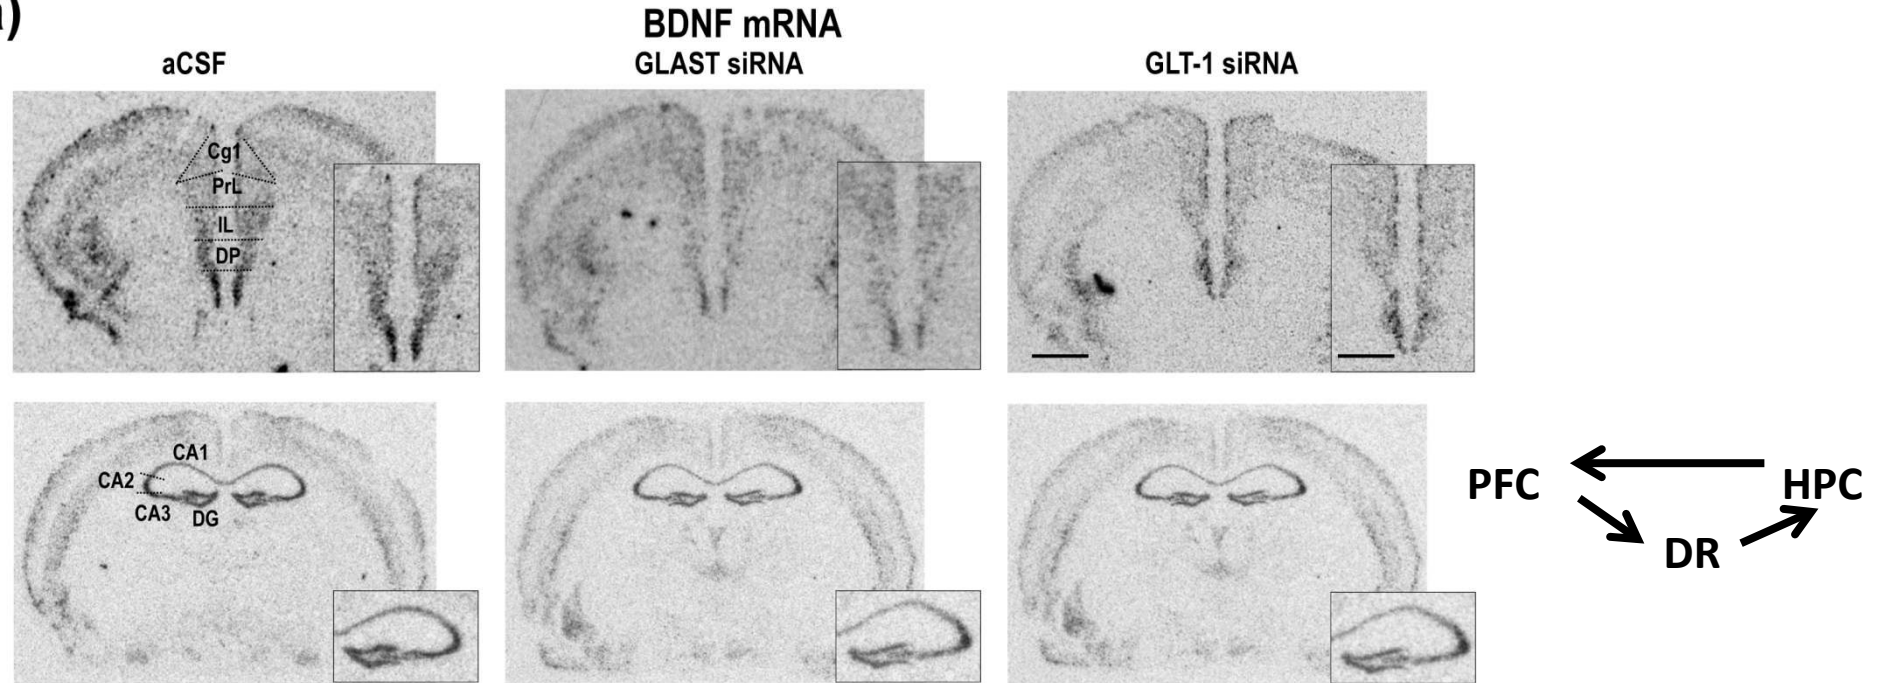 a)
BDNF mRNA
aCSF
GLAST siRNA
GLT-1 siRNA
Cg1
PrL
IL
DP
CA1
CA2
CA3
DG
PFC
HPC
DR